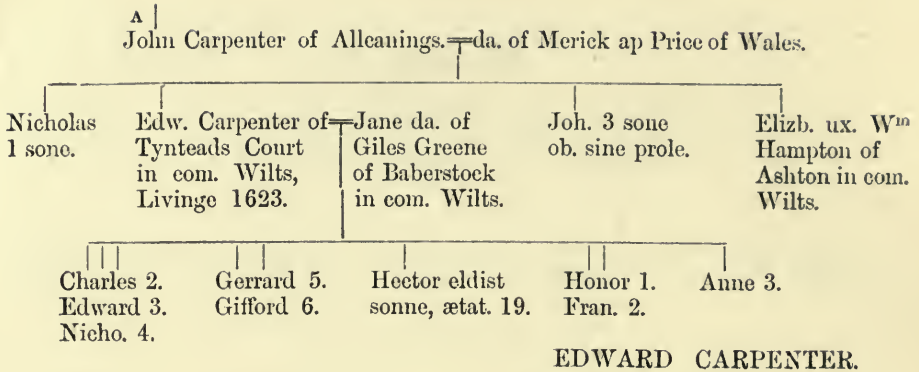 A
John Carpenter of Allcanings. da. of Merick ap Price of Wales.
Nicholas
1 sone.
Edw. Carpenter of
Tynteads Court
in com. Wilts,
Livinge 1623.
Jane da. of
Giles Greene
of Baberstock
in com. Wilts.
Joh. 3 sone
ob. sine prole.
Elizb. ux. Wm
Hampton of
Ashton in com.
Wilts.
Charles 2.
Edward 3.
Nicho. 4.
Gerrard 5.
Gifford 6.
Hector eldist
sonne, ætat. 19.
Honor 1.
Fran. 2.
Anne 3.
EDWARD CARPENTER.